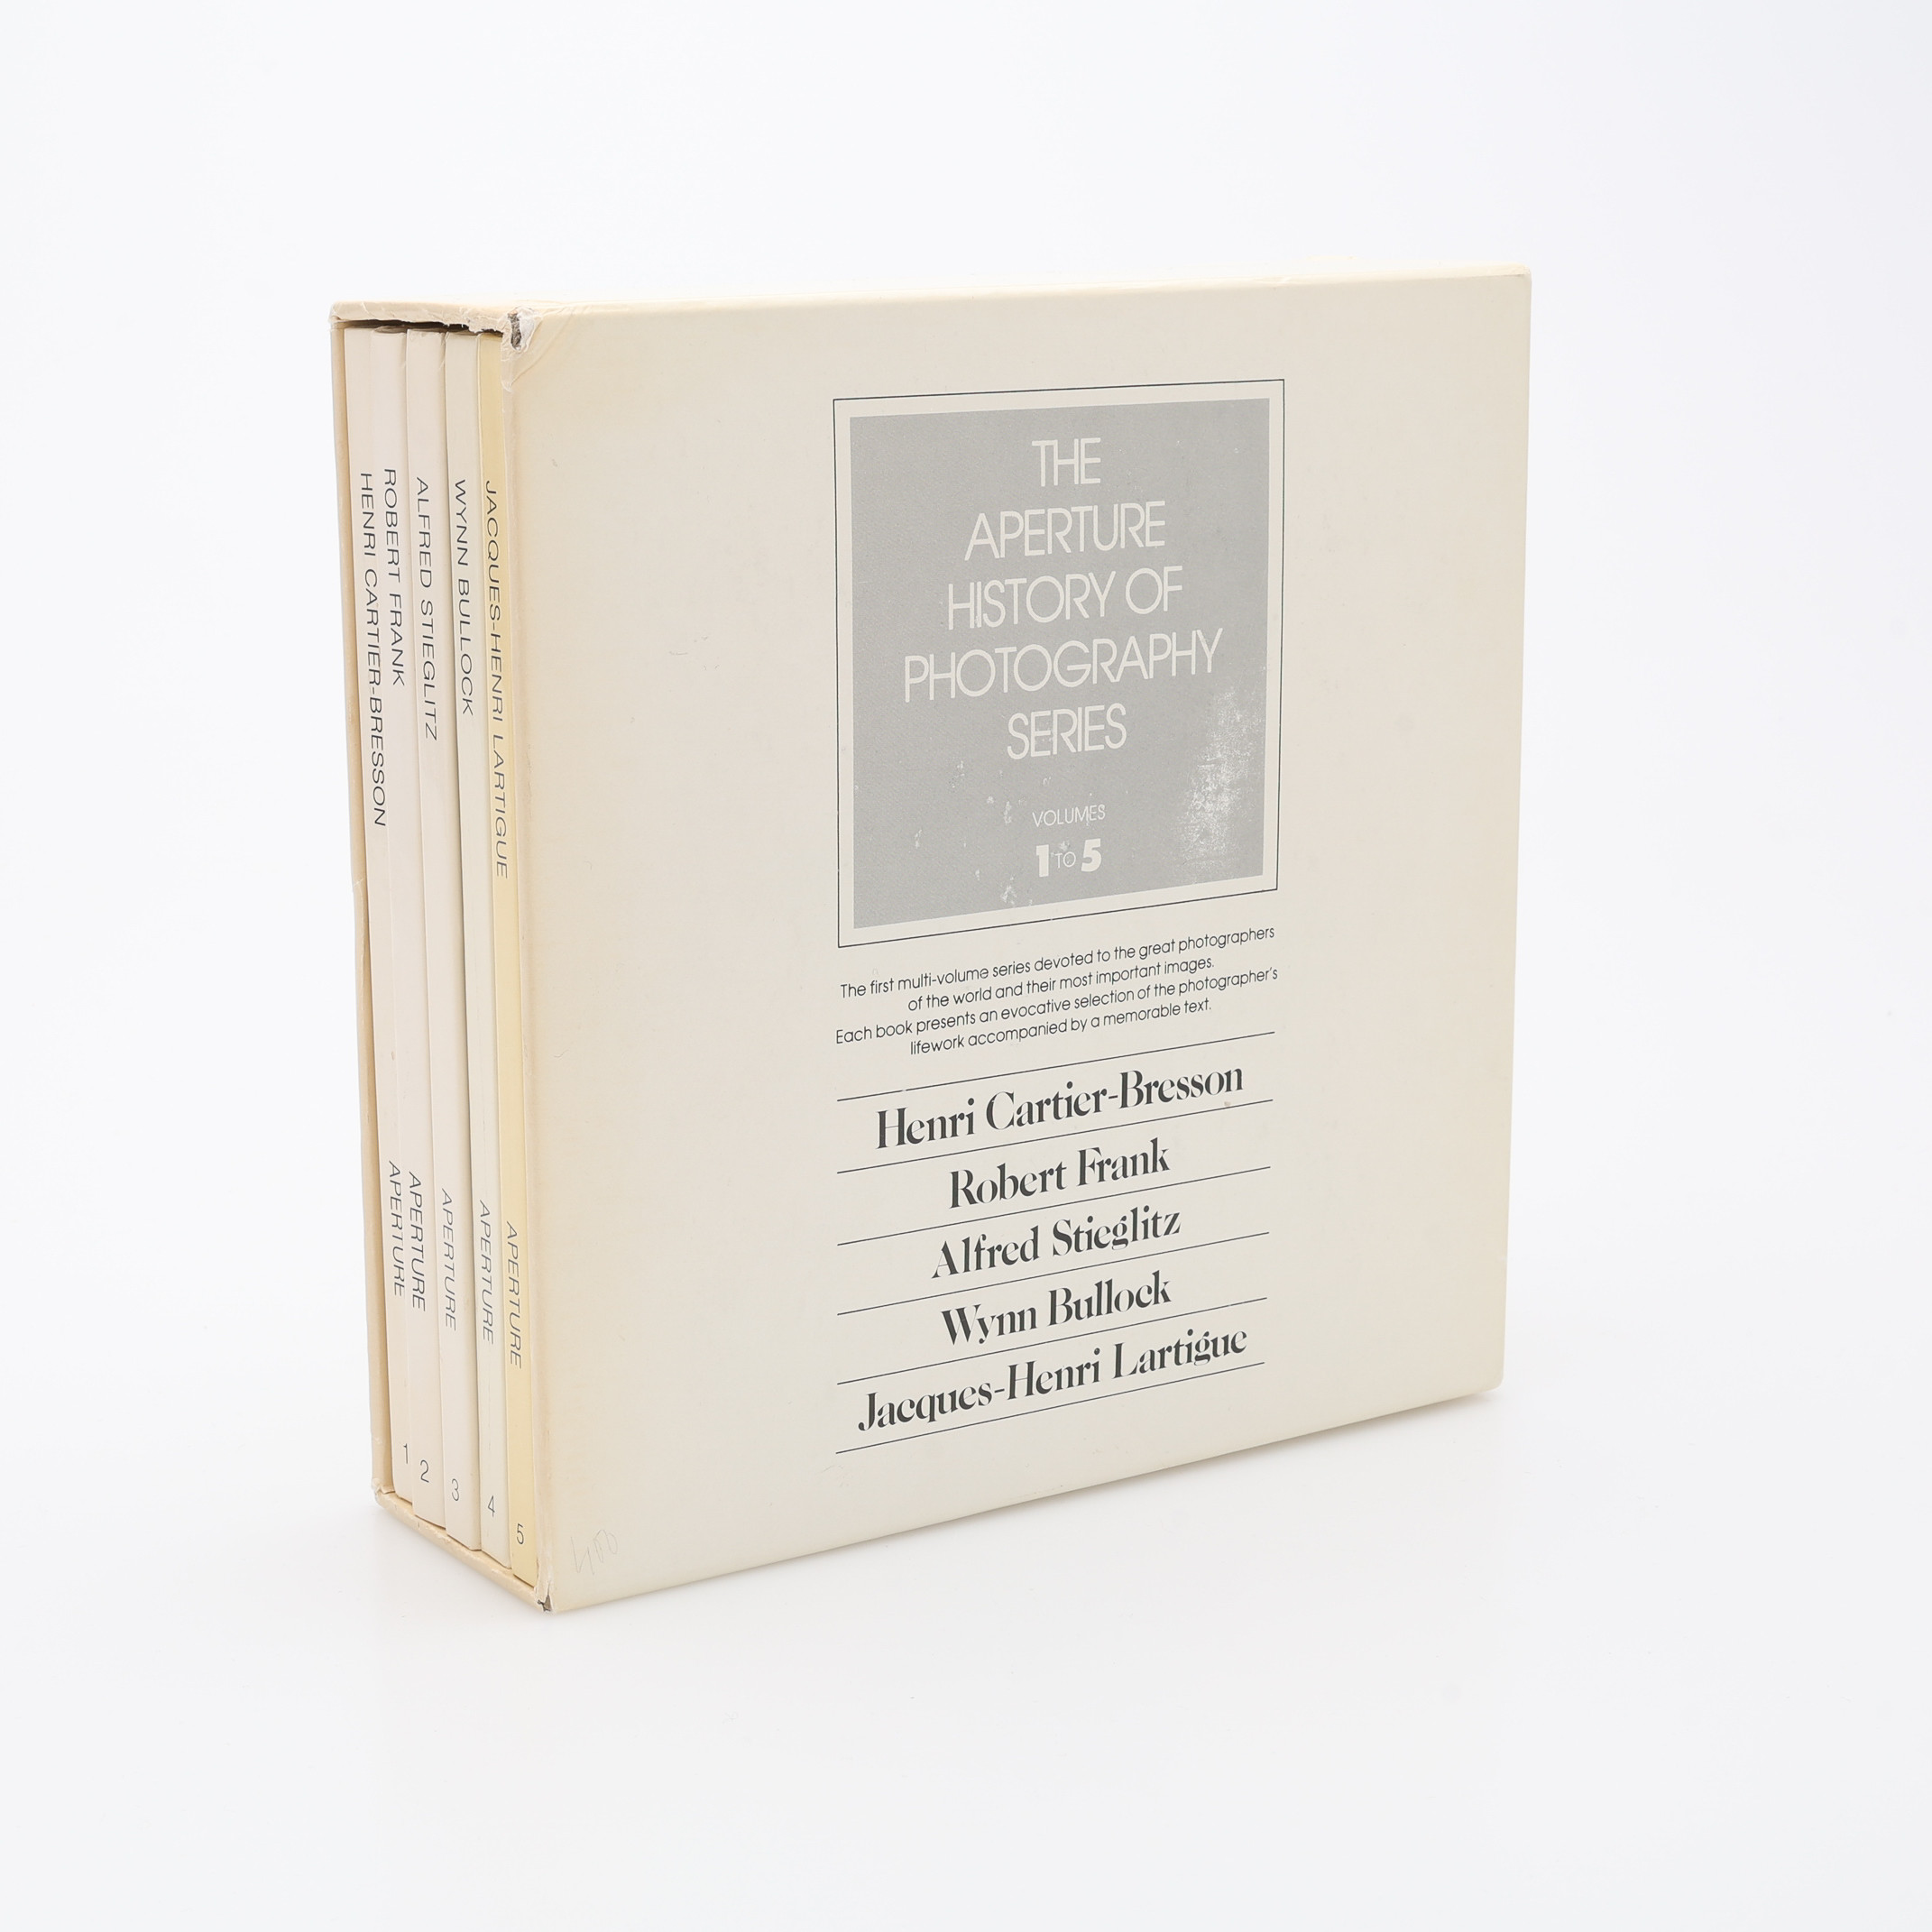 HENRI CARTIER-BRESSON APERTURE 1
ROBERT FRANK APERTURE 2
ALFRED STIEGLITZ APERTURE 3
WYNN BULLOCK APERTURE 4
JACQUES-HENRI LARTIGUE APERTURE 5
THE
APERTURE
HISTORY OF
PHOTOGRAPHY
SERIES
VOLUMES
1 TO 5
The first multi-volume series devoted to the great photographers
of the world and their most important images.
Each book presents an evocative selection of the photographer's
lifework accompanied by a memorable text.
Henri Cartier-Bresson
Robert Frank
Alfred Stieglitz
Wynn Bullock
Jacques-Henri Lartigue